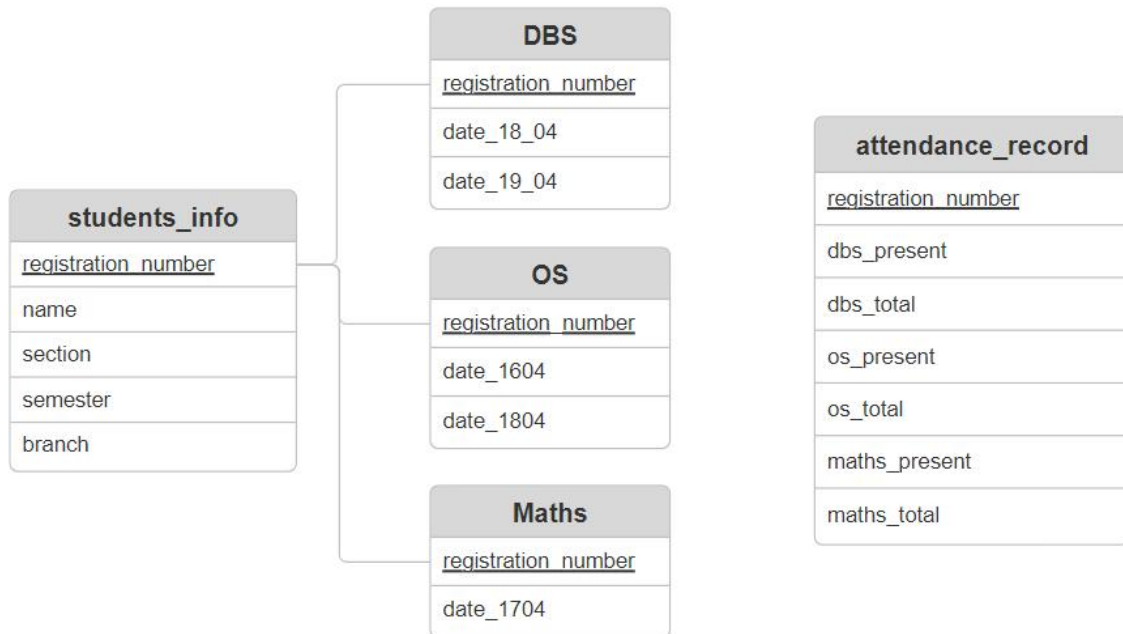 students_info
registration_number
name
section
semester
branch
DBS
registration_number
date_18_04
date_19_04
OS
registration_number
date_1604
date_1804
Maths
registration_number
date_1704
attendance_record
registration_number
dbs_present
dbs_total
os_present
os_total
maths_present
maths_total